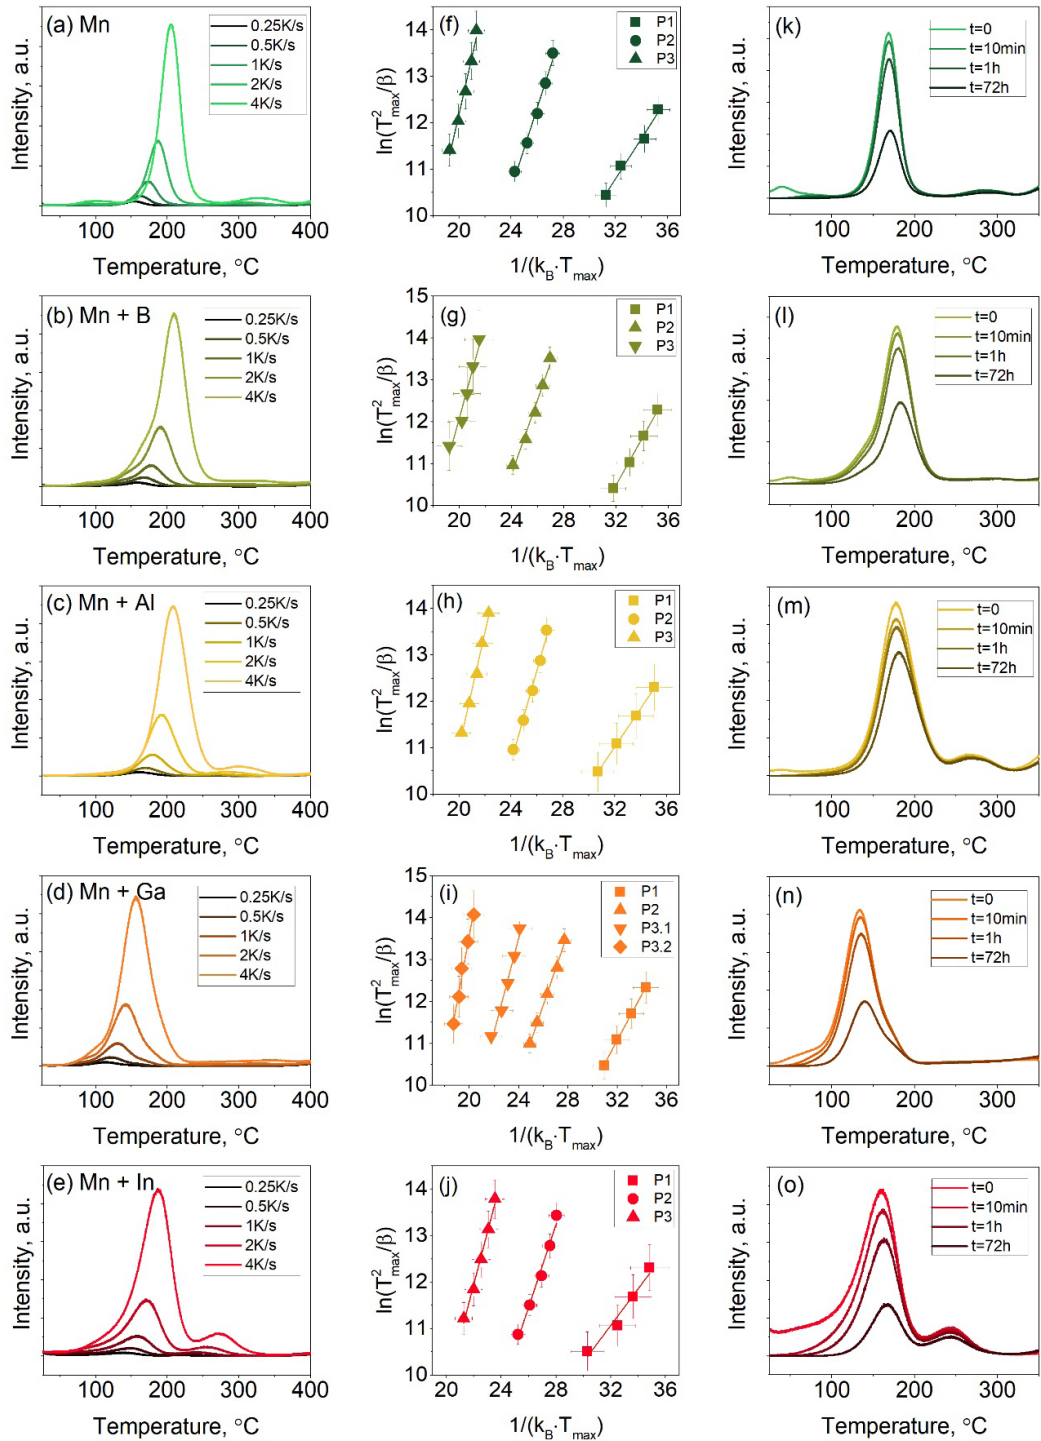 (a) Mn
0.25K/s
0.5K/s
1K/s
2K/s
4K/s
Intensity, a.u.
100 200 300 400
Temperature, °C
(f)
P1
P2
P3
ln(T²max/β)
14
13
12
11
10
20 24 28 32 36
1/(kB·Tmax)
(k)
t=0
t=10min
t=1h
t=72h
Intensity, a.u.
100 200 300
Temperature, °C
(b) Mn + B
0.25K/s
0.5K/s
1K/s
2K/s
4K/s
Intensity, a.u.
100 200 300 400
Temperature, °C
(g)
P1
P2
P3
ln(T²max/β)
15
14
13
12
11
10
20 24 28 32 36
1/(kB·Tmax)
(l)
t=0
t=10min
t=1h
t=72h
Intensity, a.u.
100 200 300
Temperature, °C
(c) Mn + Al
0.25K/s
0.5K/s
1K/s
2K/s
4K/s
Intensity, a.u.
100 200 300 400
Temperature, °C
(h)
P1
P2
P3
ln(T²max/β)
14
13
12
11
10
20 24 28 32 36
1/(kB·Tmax)
(m)
t=0
t=10min
t=1h
t=72h
Intensity, a.u.
100 200 300
Temperature, °C
(d) Mn + Ga
0.25K/s
0.5K/s
1K/s
2K/s
4K/s
Intensity, a.u.
100 200 300 400
Temperature, °C
(i)
P1
P2
P3.1
P3.2
ln(T²max/β)
15
14
13
12
11
10
20 24 28 32 36
1/(kB·Tmax)
(n)
t=0
t=10min
t=1h
t=72h
Intensity, a.u.
100 200 300
Temperature, °C
(e) Mn + In
0.25K/s
0.5K/s
1K/s
2K/s
4K/s
Intensity, a.u.
100 200 300 400
Temperature, °C
(j)
P1
P2
P3
ln(T²max/β)
14
13
12
11
10
20 22 24 26 28 30 32 34 36
1/(kB·Tmax)
(o)
t=0
t=10min
t=1h
t=72h
Intensity, a.u.
100 200 300
Temperature, °C